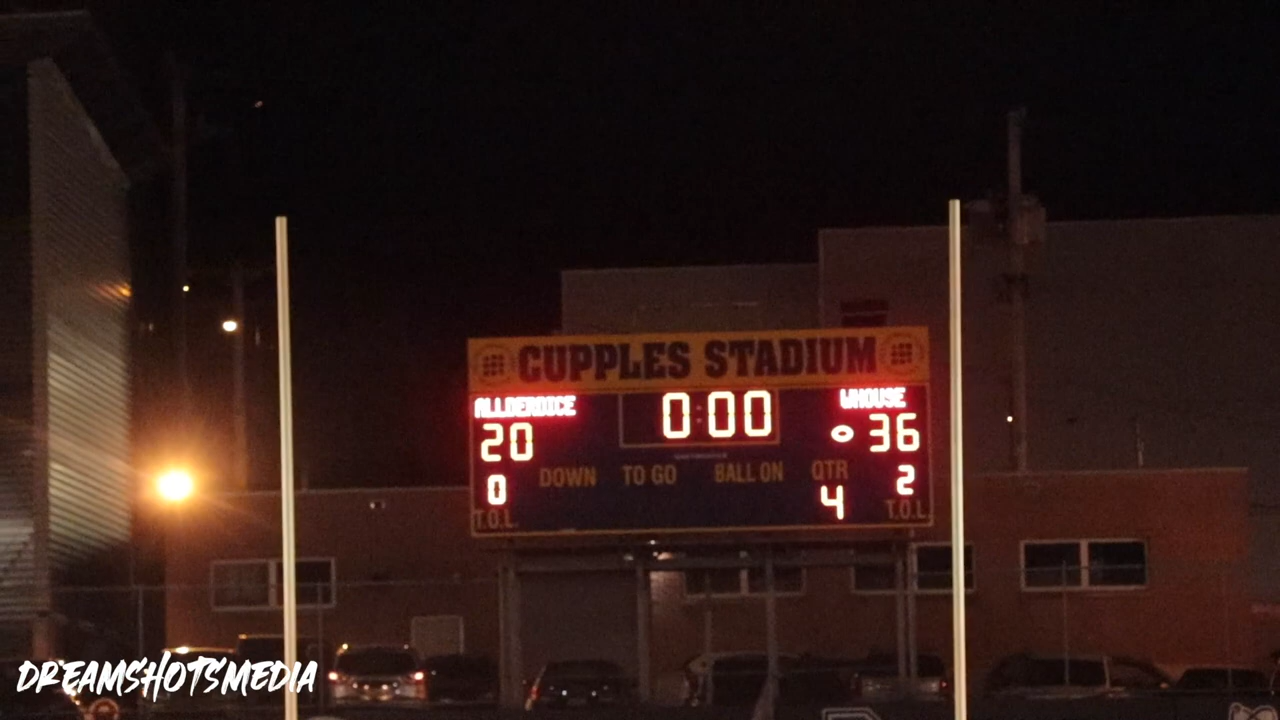 CUPPLES STADIUM
ALLDERDICE 0:00 WHOUSE
20 36
DOWN TO GO BALL ON QTR
0 4 2
T.O.L. T.O.L.
DREAMSHOTSMEDIA